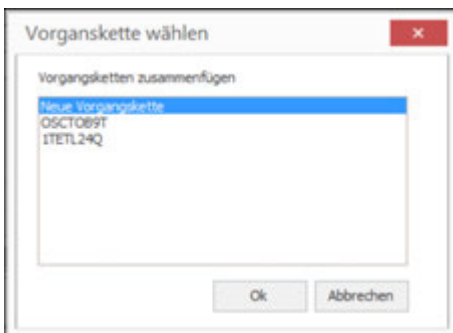 Vorganskette wählen
Vorgangsketten zusammenfügen
Neue Vorgangskette
OSCTOB9T
1TETL24Q
Ok
Abbrechen